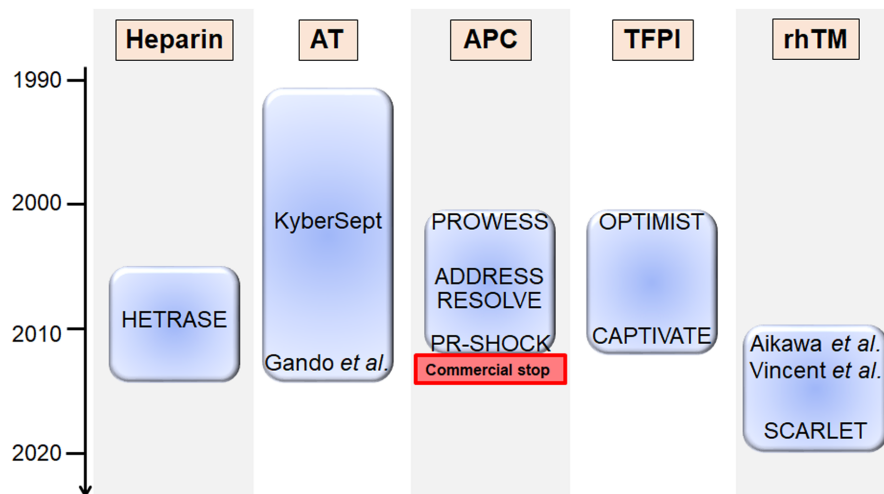 Heparin
AT
APC
TFPI
rhTM
1990
2000
2010
2020
HETRASE
KyberSept
Gando et al.
PROWESS
ADDRESS
RESOLVE
PR-SHOCK
Commercial stop
OPTIMIST
CAPTIVATE
Aikawa et al.
Vincent et al.
SCARLET